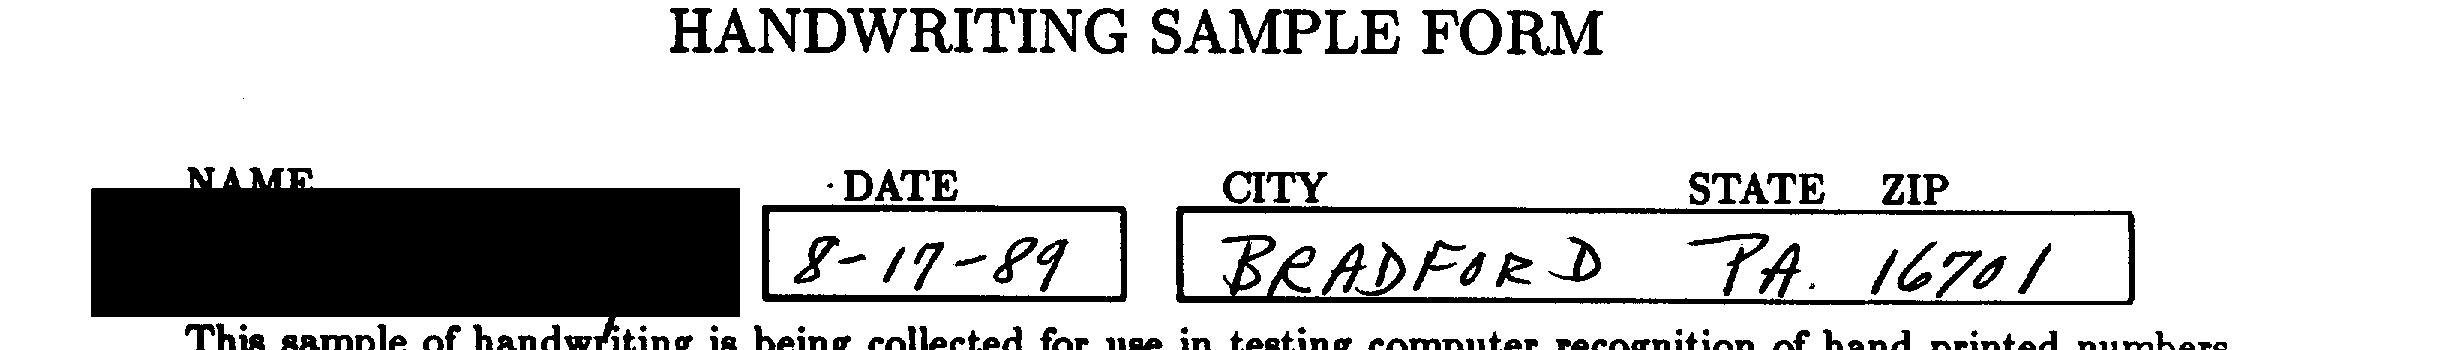 HANDWRITING SAMPLE FORM
NAME DATE CITY STATE ZIP
8-17-89 BRADFORD PA. 16701
This sample of handwriting is being collected for use in testing computer recognition of hand printed numbers